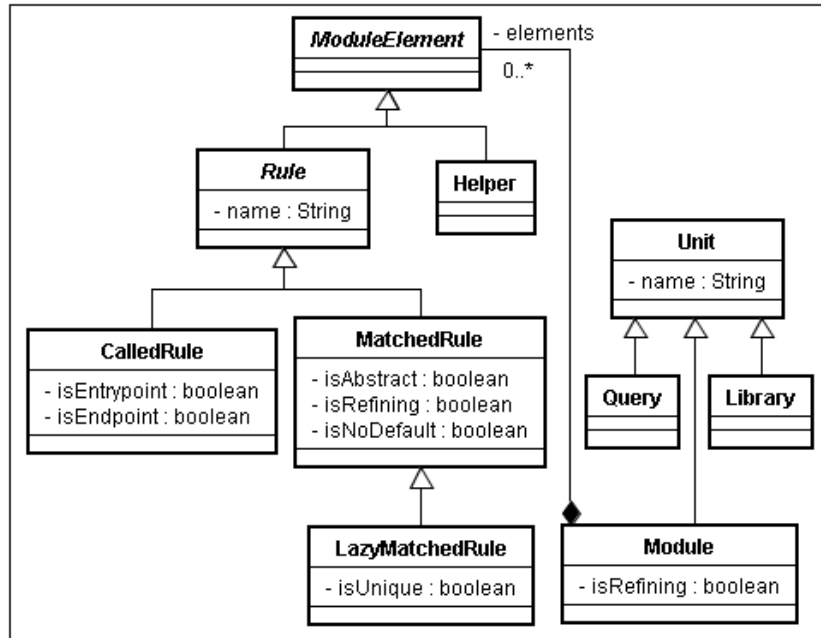 ModuleElement
- elements
0..*
Rule
- name : String
Helper
Unit
- name : String
CalledRule
- isEntrypoint : boolean
- isEndpoint : boolean
MatchedRule
- isAbstract : boolean
- isRefining : boolean
- isNoDefault : boolean
Query
Library
LazyMatchedRule
- isUnique : boolean
Module
- isRefining : boolean